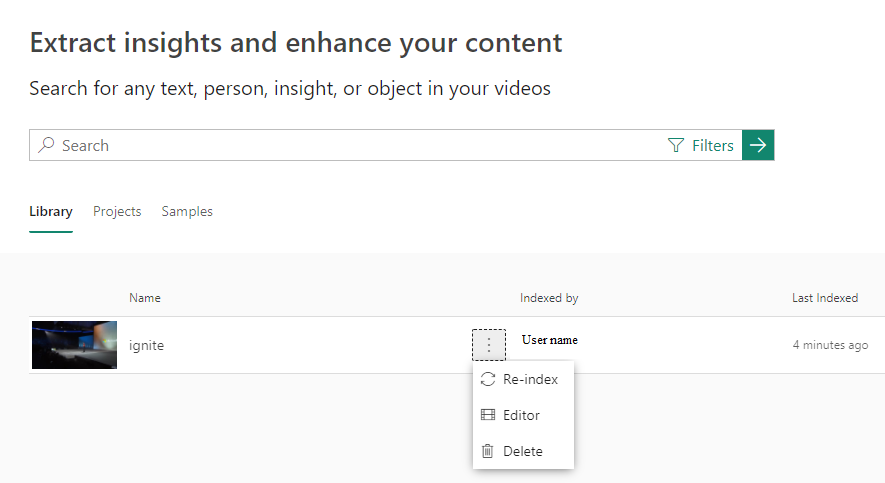 Extract insights and enhance your content
Search for any text, person, insight, or object in your videos
Search Filters
Library Projects Samples
Name Indexed by Last Indexed
ignite User name 4 minutes ago
Re-index
Editor
Delete